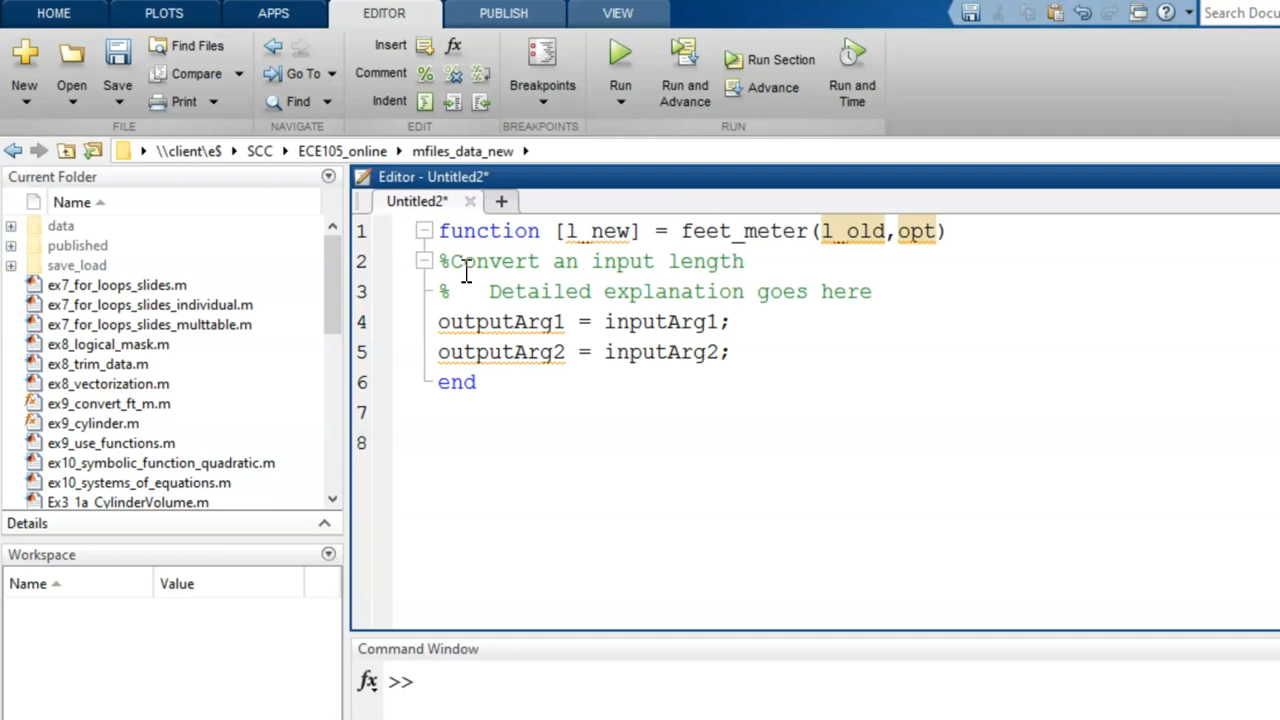 HOME PLOTS APPS EDITOR PUBLISH VIEW Search Docu
New Open Save Find Files Compare Print
FILE
Go To Find
NAVIGATE
Insert fx
Comment
Indent
EDIT
Breakpoints
BREAKPOINTS
Run Run and Advance Run Section Advance Run and Time
RUN
\\client\e$ SCC ECE105_online mfiles_data_new
Current Folder
Name
data
published
save_load
ex7_for_loops_slides.m
ex7_for_loops_slides_individual.m
ex7_for_loops_slides_multtable.m
ex8_logical_mask.m
ex8_trim_data.m
ex8_vectorization.m
ex9_convert_ft_m.m
ex9_cylinder.m
ex9_use_functions.m
ex10_symbolic_function_quadratic.m
ex10_systems_of_equations.m
Ex3_1a_CylinderVolume.m
Details
Workspace
Name Value
Editor - Untitled2*
Untitled2* +
1 function [l_new] = feet_meter(l_old,opt)
2 %Convert an input length
3 %   Detailed explanation goes here
4 outputArg1 = inputArg1;
5 outputArg2 = inputArg2;
6 end
7
8
Command Window
fx >>